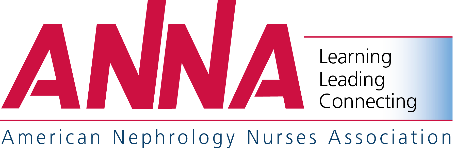 ANNA
Learning
Leading
Connecting
American Nephrology Nurses Association